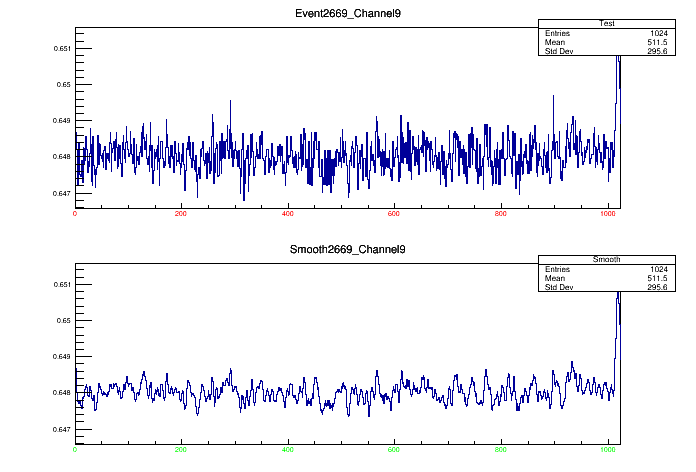 Event2669_Channel9
Test
Entries 1024
Mean 511.5
Std Dev 295.6
0.651
0.65
0.649
0.648
0.647
0 200 400 600 800 1000
Smooth2669_Channel9
Smooth
Entries 1024
Mean 511.5
Std Dev 295.6
0.651
0.65
0.649
0.648
0.647
0 200 400 600 800 1000